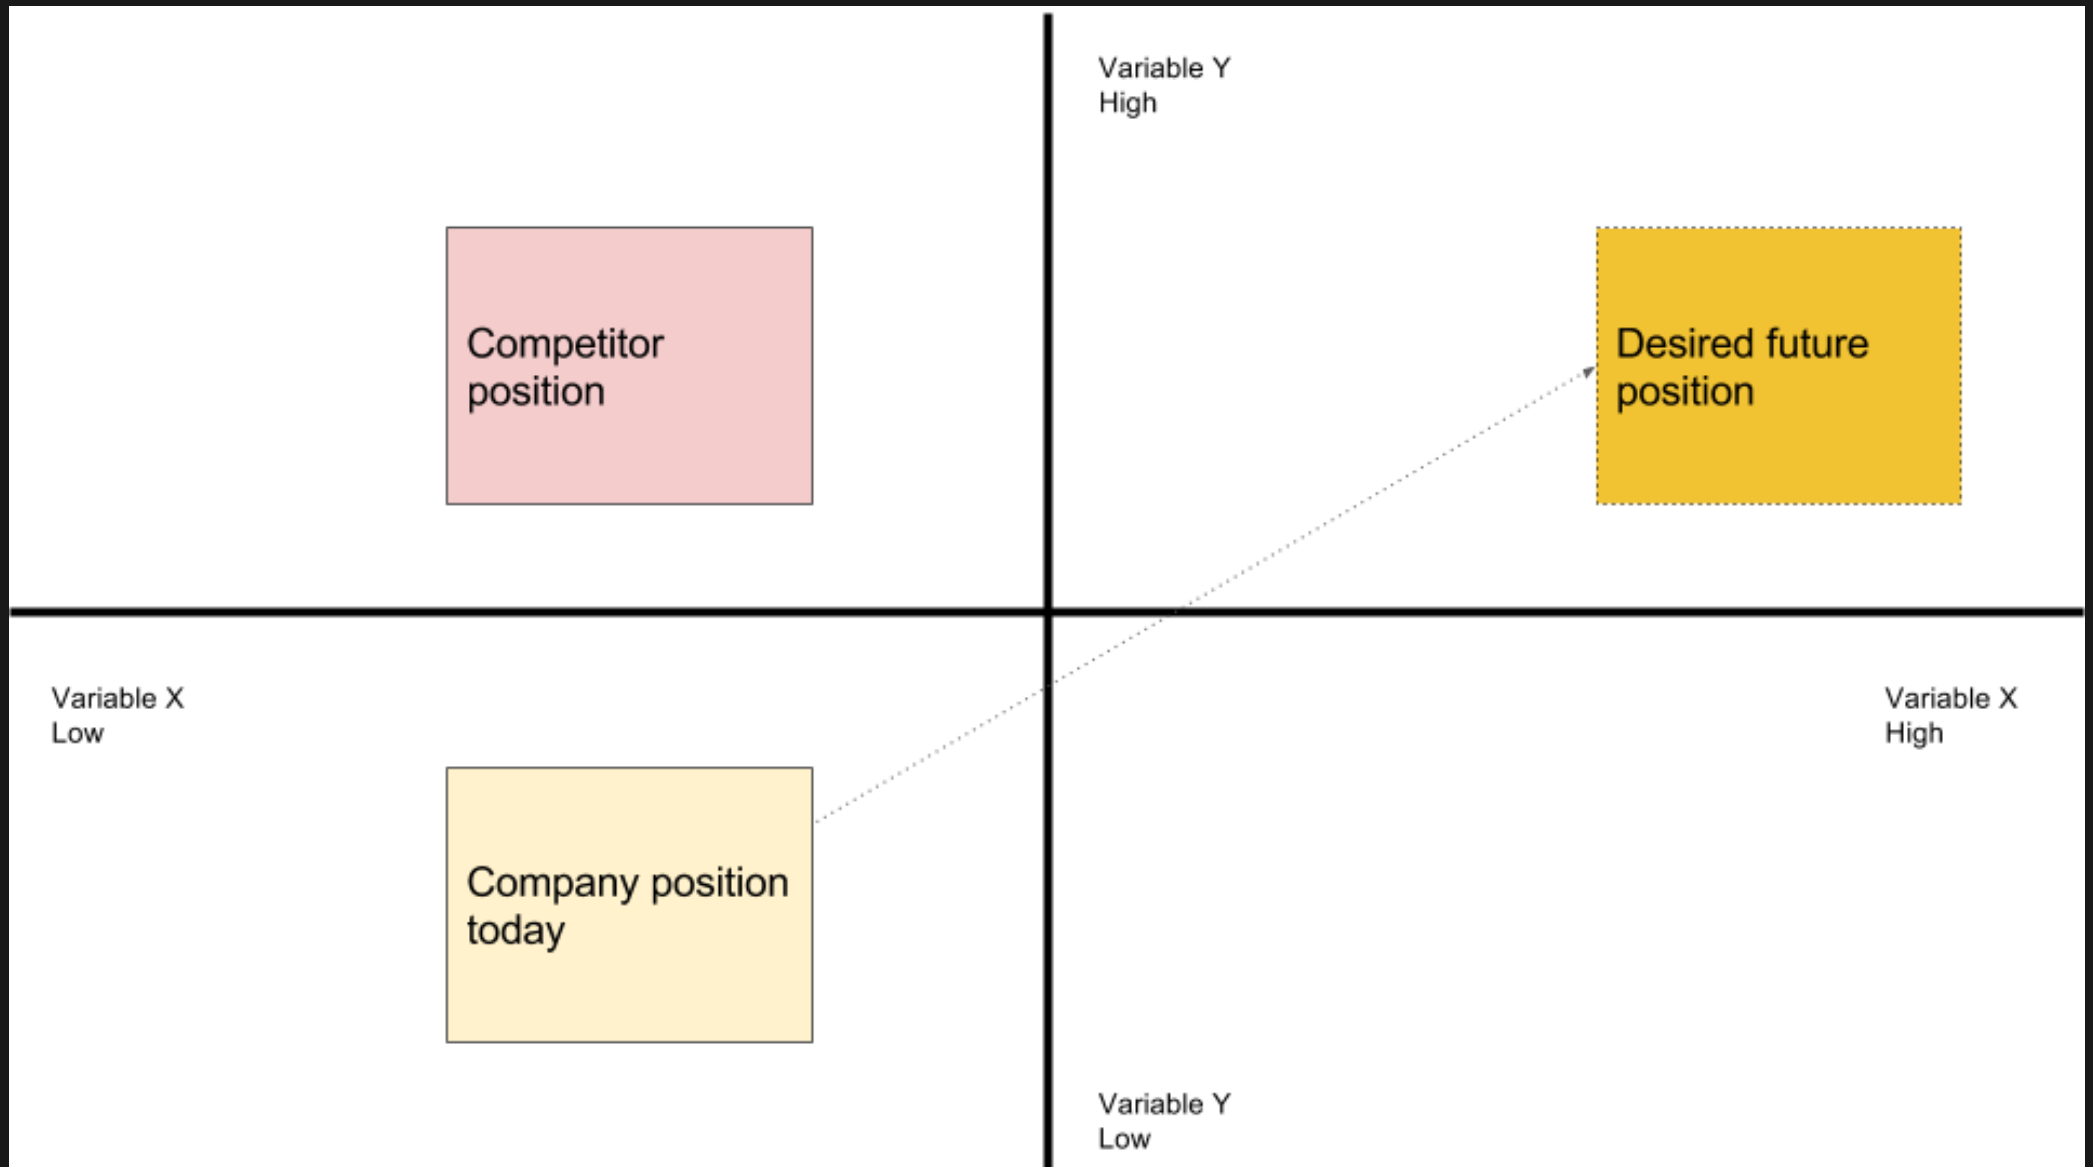 Variable Y
High
Competitor
position
Desired future
position
Variable X
Low
Variable X
High
Company position
today
Variable Y
Low